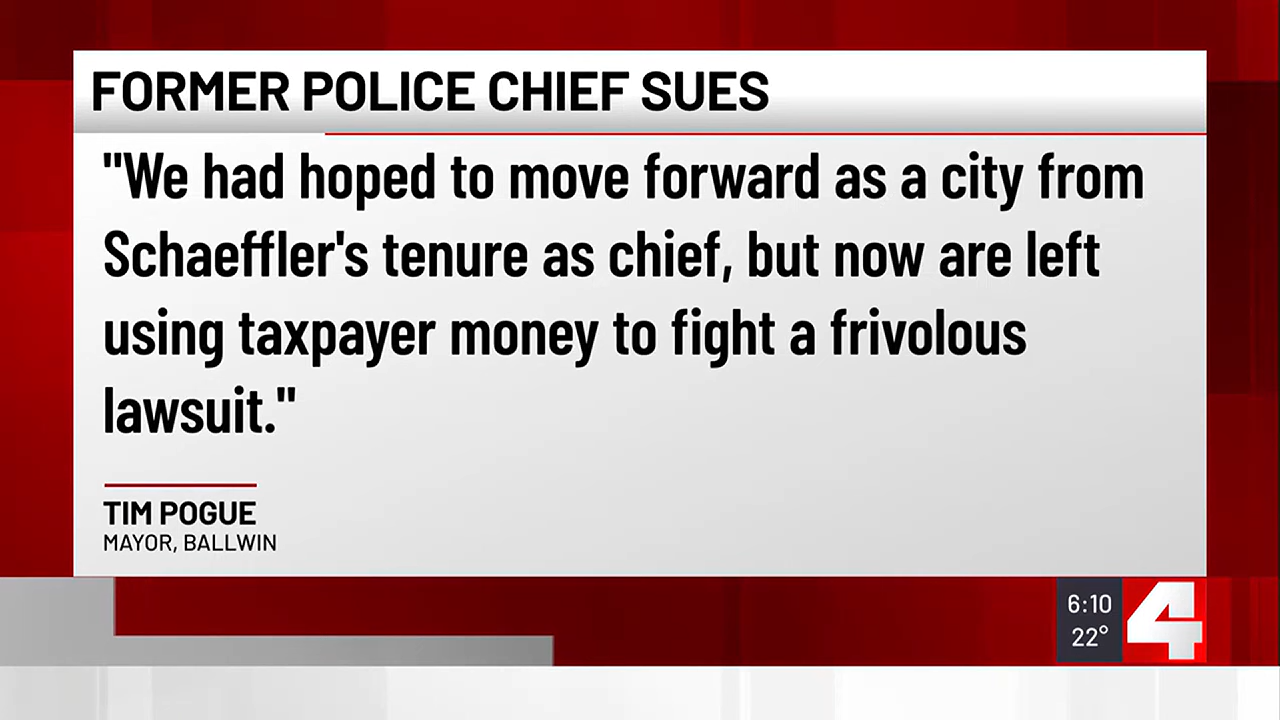 FORMER POLICE CHIEF SUES
"We had hoped to move forward as a city from
Schaeffler's tenure as chief, but now are left
using taxpayer money to fight a frivolous
lawsuit."
TIM POGUE
MAYOR, BALLWIN
6:10
22°
4